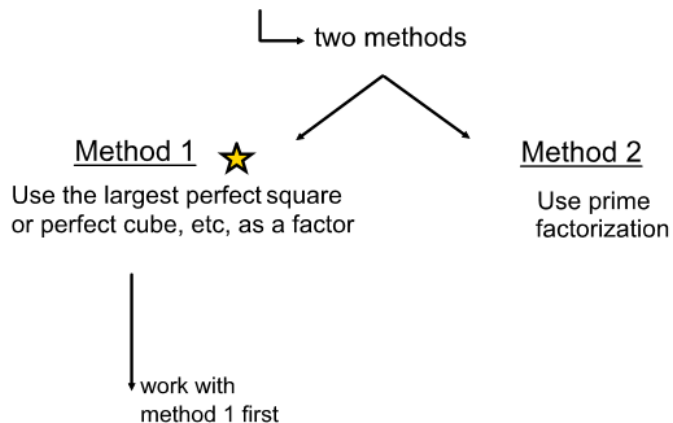 two methods
Method 1
Use the largest perfect square
or perfect cube, etc, as a factor
work with
method 1 first
Method 2
Use prime
factorization